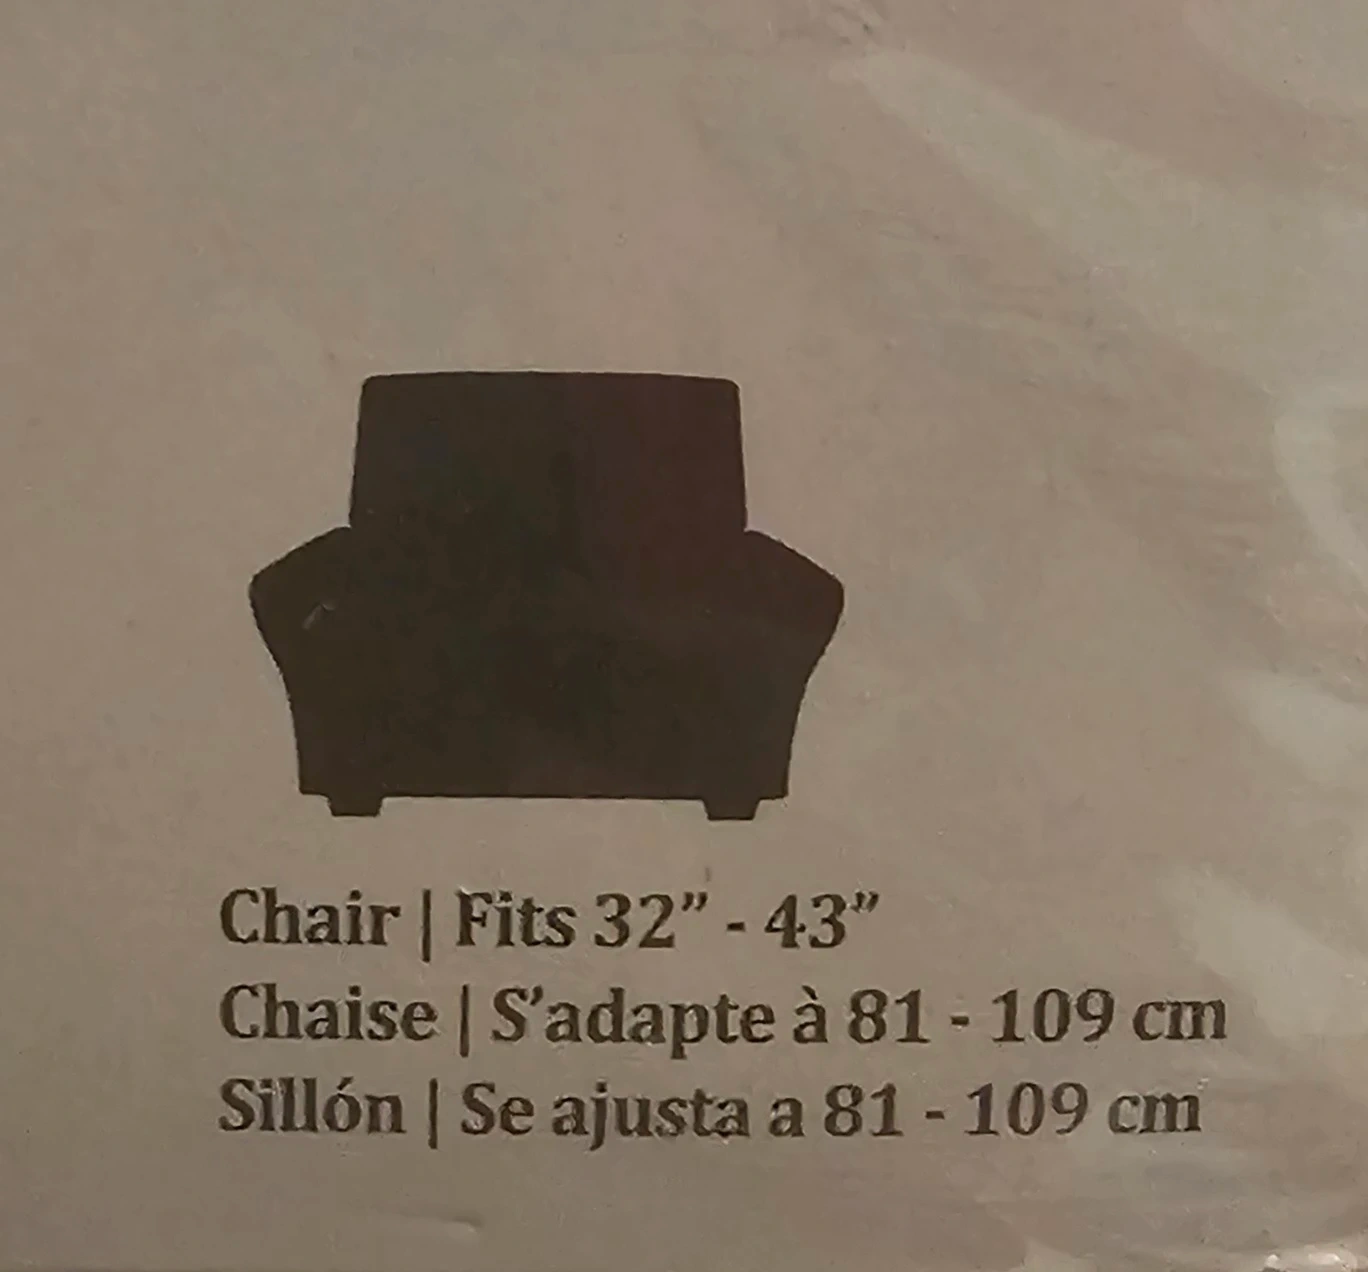 Chair | Fits 32” - 43”
Chaise | S’adapte à 81 - 109 cm
Sillón | Se ajusta a 81 - 109 cm